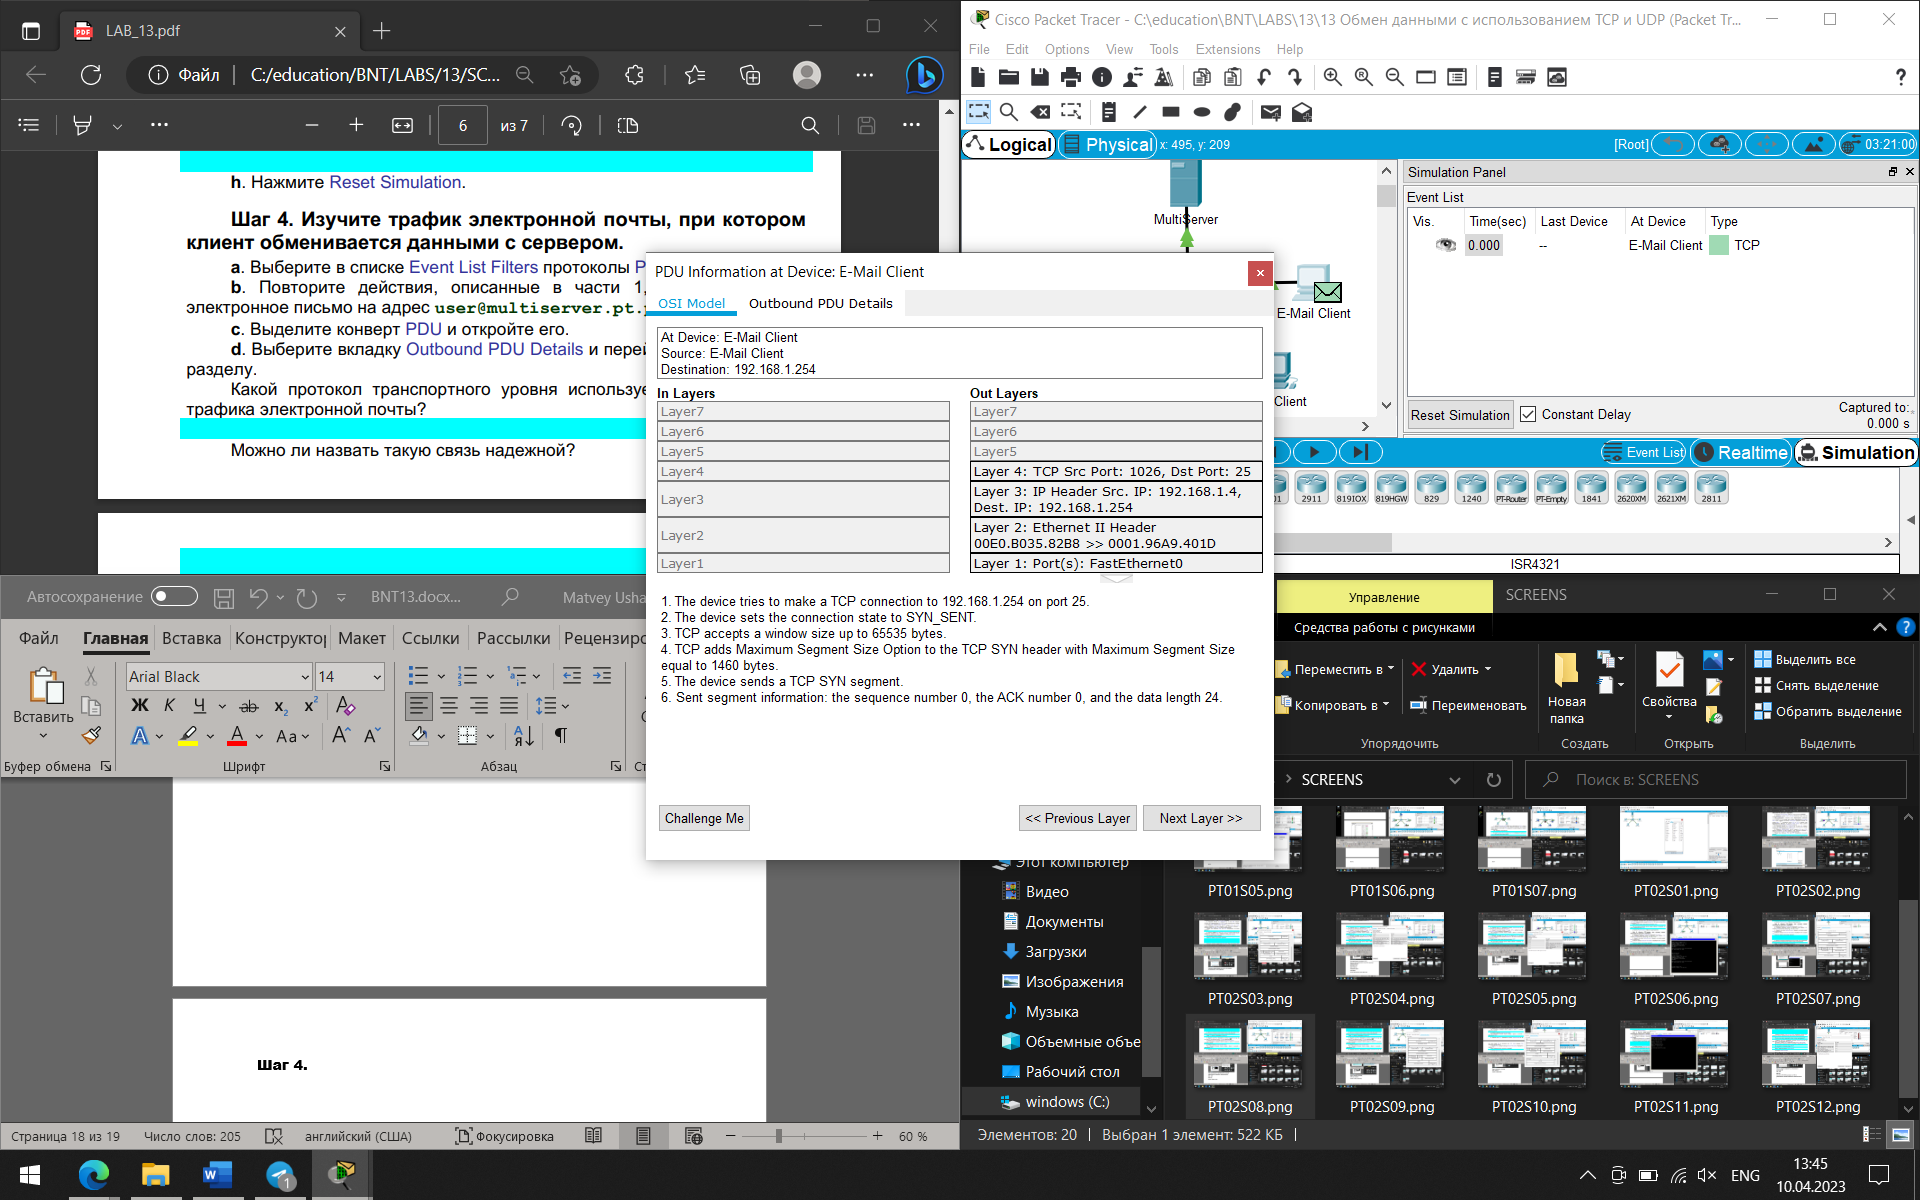 LAB_13.pdf
Файл
C:/education/BNT/LABS/13/SC...
6
из 7
h. Нажмите Reset Simulation.
Шаг 4. Изучите трафик электронной почты, при котором
клиент обменивается данными с сервером.
a. Выберите в списке Event List Filters протоколы
b. Повторите действия, описанные в части 1,
электронное письмо на адрес user@multiserver.pt.
c. Выделите конверт PDU и откройте его.
d. Выберите вкладку Outbound PDU Details и
разделу.
Какой протокол транспортного уровня
трафика электронной почты?
Можно ли назвать такую связь надежной?
Cisco Packet Tracer - C:\education\BNT\LABS\13\13 Обмен данными с использованием TCP и UDP (Packet Tr...
File Edit Options View Tools Extensions Help
?
Logical
Physical
x: 495, y: 209
[Root]
03:21:00
MultiServer
E-Mail Client
Client
Simulation Panel
Event List
Vis. Time(sec) Last Device At Device Type
0.000 -- E-Mail Client TCP
Reset Simulation
Constant Delay
Captured to:
0.000 s
Event List
Realtime
Simulation
2911 819IOX 819HGW 829 1240 PT-Router PT-Empty 1841 2620XM 2621XM 2811
ISR4321
PDU Information at Device: E-Mail Client
OSI Model
Outbound PDU Details
At Device: E-Mail Client
Source: E-Mail Client
Destination: 192.168.1.254
In Layers
Layer7
Layer6
Layer5
Layer4
Layer3
Layer2
Layer1
Out Layers
Layer7
Layer6
Layer5
Layer 4: TCP Src Port: 1026, Dst Port: 25
Layer 3: IP Header Src. IP: 192.168.1.4,
Dest. IP: 192.168.1.254
Layer 2: Ethernet II Header
00E0.B035.82B8 >> 0001.96A9.401D
Layer 1: Port(s): FastEthernet0
1. The device tries to make a TCP connection to 192.168.1.254 on port 25.
2. The device sets the connection state to SYN_SENT.
3. TCP accepts a window size up to 65535 bytes.
4. TCP adds Maximum Segment Size Option to the TCP SYN header with Maximum Segment Size
equal to 1460 bytes.
5. The device sends a TCP SYN segment.
6. Sent segment information: the sequence number 0, the ACK number 0, and the data length 24.
Challenge Me
<< Previous Layer
Next Layer >>
Автосохранение
BNT13.docx...
Matvey Usha
Файл Главная Вставка Конструктор Макет Ссылки Рассылки Рецензиро
Вставить
Буфер обмена
Arial Black
14
Ж К Ч ab x₂ x²
A A Aa A A
Шрифт
Абзац
Шаг 4.
Страница 18 из 19
Число слов: 205
английский (США)
Фокусировка
60 %
Управление
SCREENS
Средства работы с рисунками
Переместить в
Копировать в
Удалить
Переименовать
Упорядочить
Новая
папка
Создать
Свойства
Открыть
Выделить все
Снять выделение
Обратить выделение
Выделить
SCREENS
Поиск в: SCREENS
Этот компьютер
Видео
Документы
Загрузки
Изображения
Музыка
Объемные объе
Рабочий стол
windows (C:)
PT01S05.png PT01S06.png PT01S07.png PT02S01.png PT02S02.png
PT02S03.png PT02S04.png PT02S05.png PT02S06.png PT02S07.png
PT02S08.png PT02S09.png PT02S10.png PT02S11.png PT02S12.png
Элементов: 20
Выбран 1 элемент: 522 КБ
1
ENG
13:45
10.04.2023